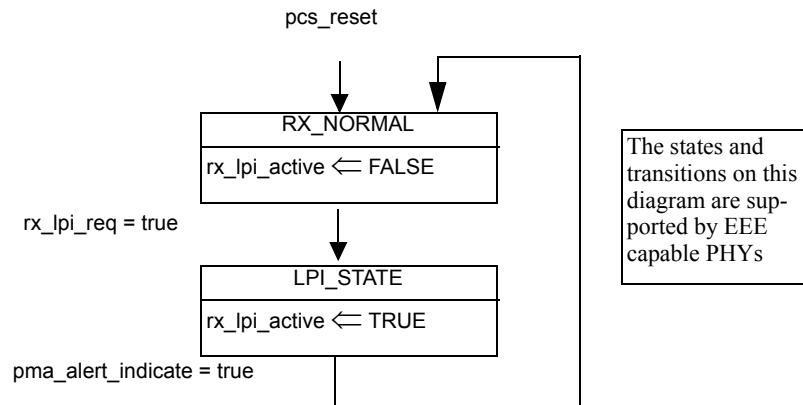 pcs_reset
RX_NORMAL
rx_lpi_active ⇐ FALSE
rx_lpi_req = true
LPI_STATE
rx_lpi_active ⇐ TRUE
pma_alert_indicate = true
The states and
transitions on this
diagram are sup-
ported by EEE
capable PHYs